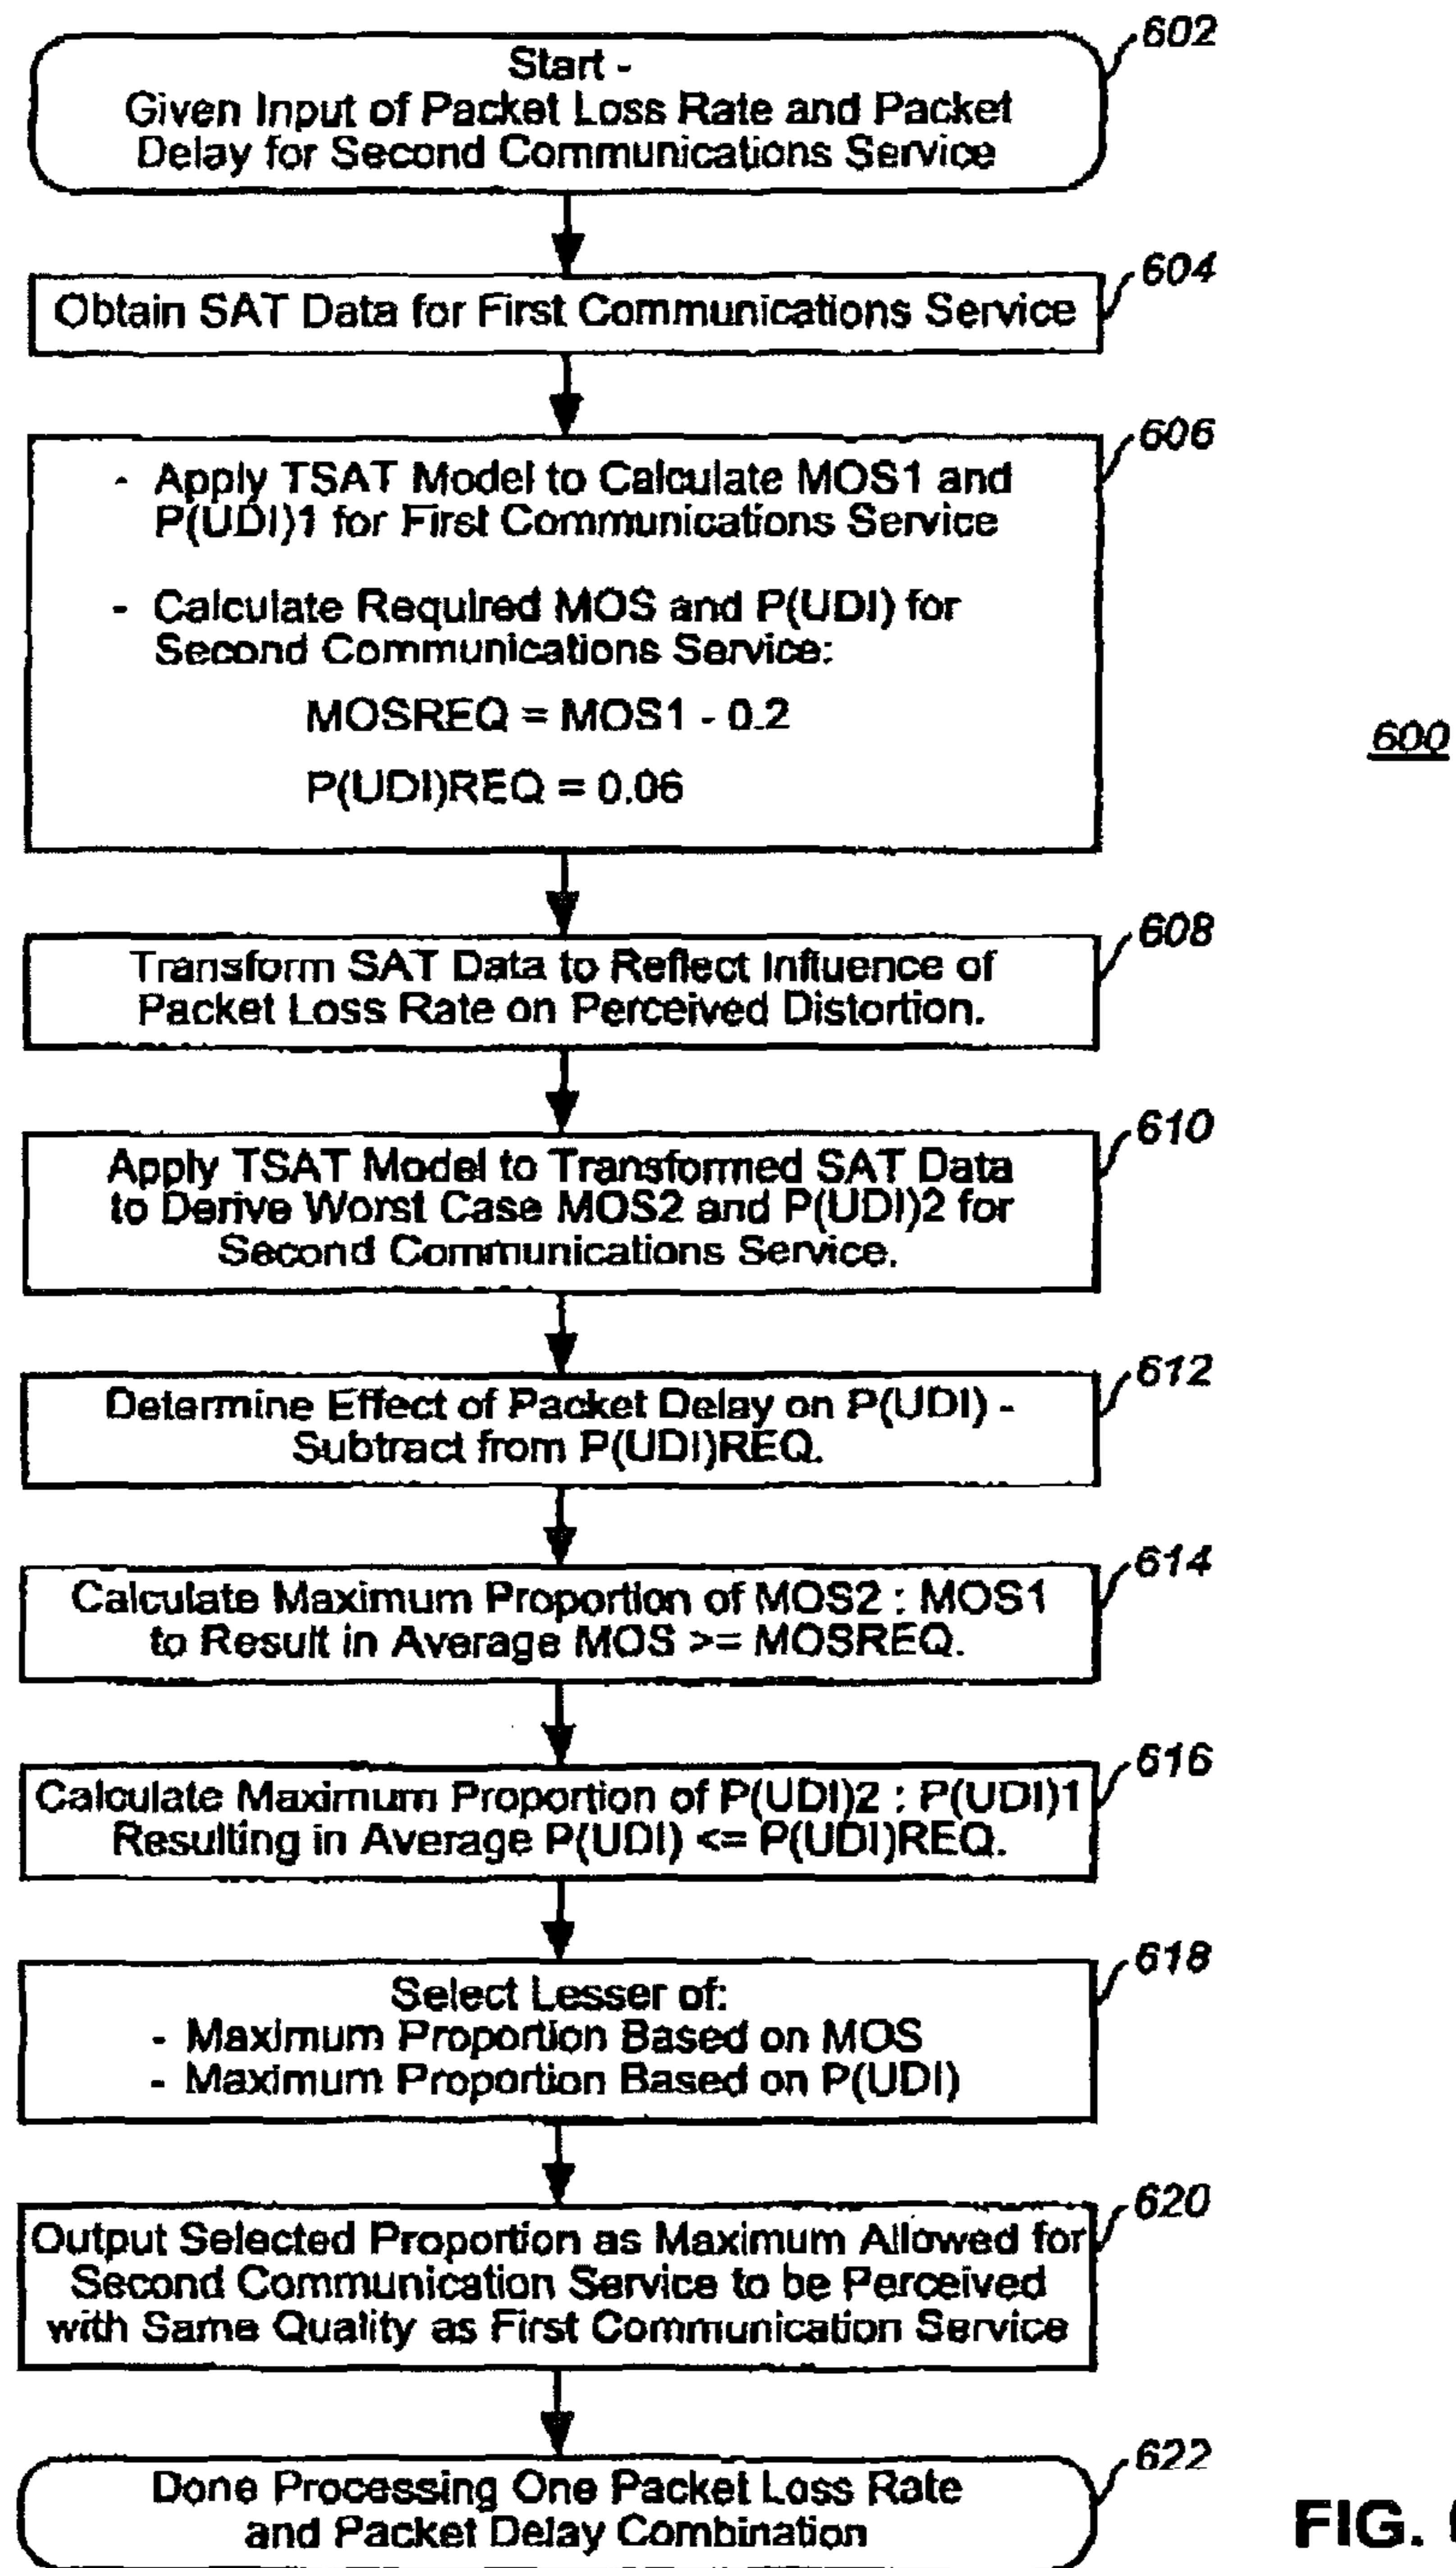 602
Start -
Given Input of Packet Loss Rate and Packet
Delay for Second Communications Service
604
Obtain SAT Data for First Communications Service
606
- Apply TSAT Model to Calculate MOS1 and
P(UDI)1 for First Communications Service
- Calculate Required MOS and P(UDI) for
Second Communications Service:
MOSREQ = MOS1 - 0.2
P(UDI)REQ = 0.06
600
608
Transform SAT Data to Reflect Influence of
Packet Loss Rate on Perceived Distortion.
610
Apply TSAT Model to Transformed SAT Data
to Derive Worst Case MOS2 and P(UDI)2 for
Second Communications Service.
612
Determine Effect of Packet Delay on P(UDI) -
Subtract from P(UDI)REQ.
614
Calculate Maximum Proportion of MOS2 : MOS1
to Result in Average MOS >= MOSREQ.
616
Calculate Maximum Proportion of P(UDI)2 : P(UDI)1
Resulting in Average P(UDI) <= P(UDI)REQ.
618
Select Lesser of:
- Maximum Proportion Based on MOS
- Maximum Proportion Based on P(UDI)
620
Output Selected Proportion as Maximum Allowed for
Second Communication Service to be Perceived
with Same Quality as First Communication Service
622
Done Processing One Packet Loss Rate
and Packet Delay Combination
FIG.